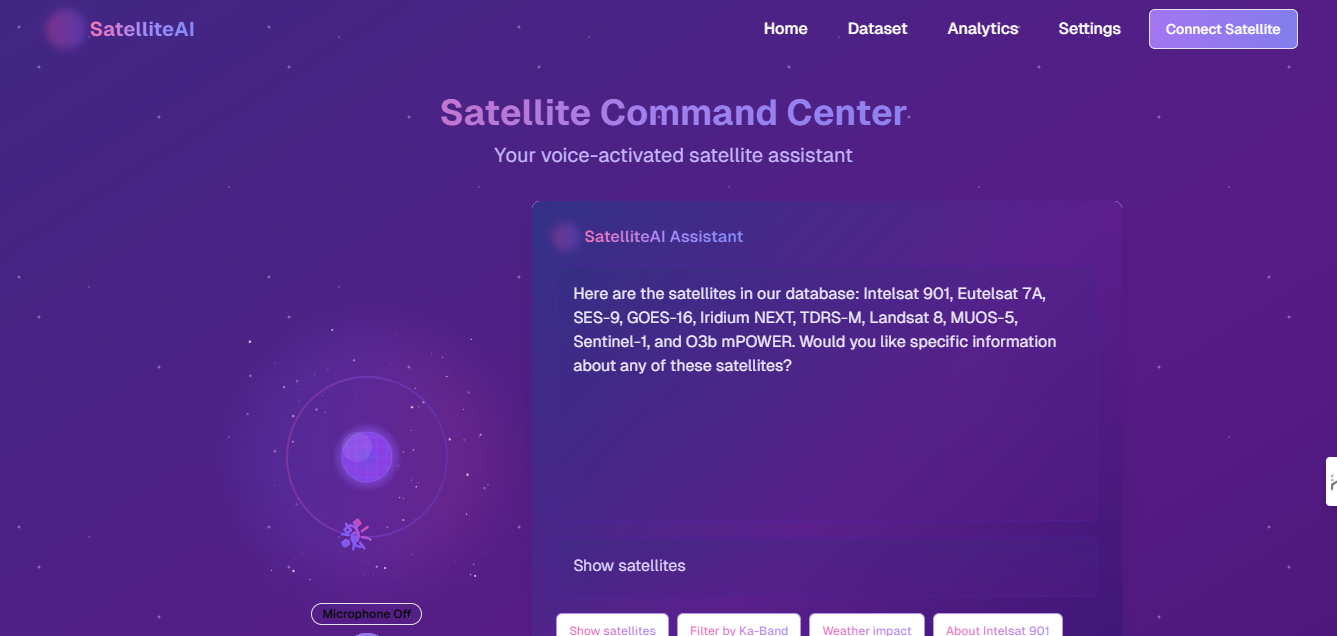 SatelliteAI
Home Dataset Analytics Settings Connect Satellite
Satellite Command Center
Your voice-activated satellite assistant
SatelliteAI Assistant
Here are the satellites in our database: Intelsat 901, Eutelsat 7A,
SES-9, GOES-16, Iridium NEXT, TDRS-M, Landsat 8, MUOS-5,
Sentinel-1, and O3b mPOWER. Would you like specific information
about any of these satellites?
Show satellites
Microphone Off
Show satellites Filter by Ka-Band Weather impact About Intelsat 901